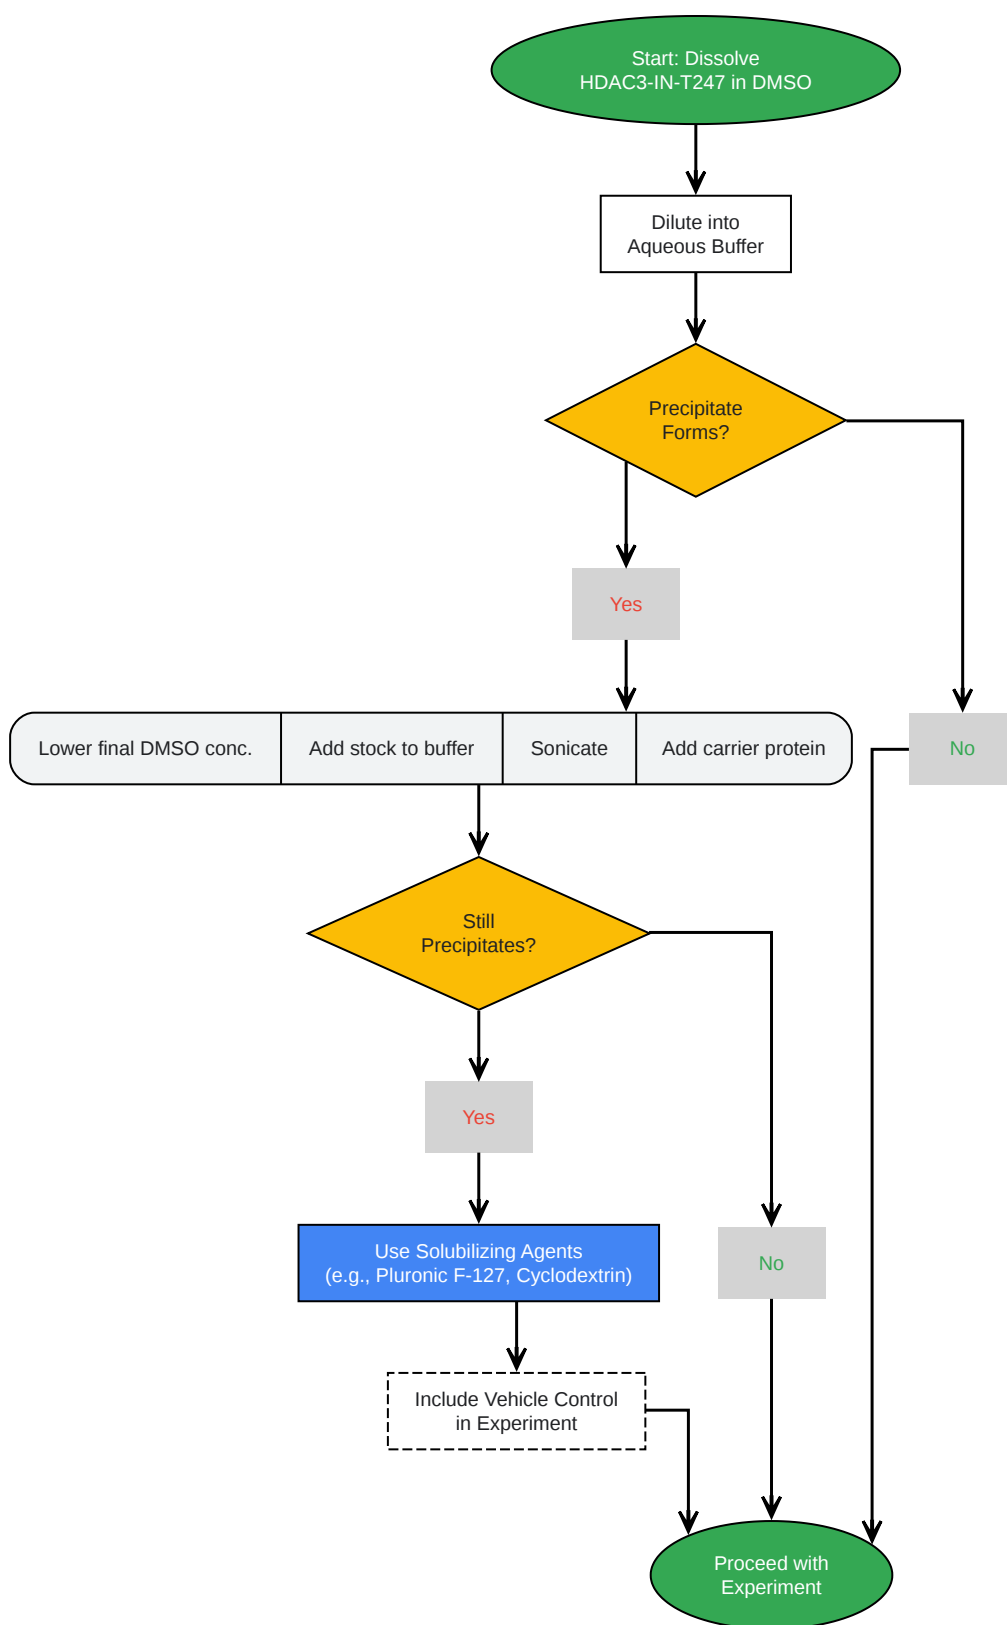 Start: Dissolve
HDAC3-IN-T247 in DMSO
Dilute into
Aqueous Buffer
Precipitate
Forms?
Yes
Lower final DMSO conc.
Add stock to buffer
Sonicate
Add carrier protein
No
Still
Precipitates?
Yes
Use Solubilizing Agents
(e.g., Pluronic F-127, Cyclodextrin)
No
Include Vehicle Control
in Experiment
Proceed with
Experiment